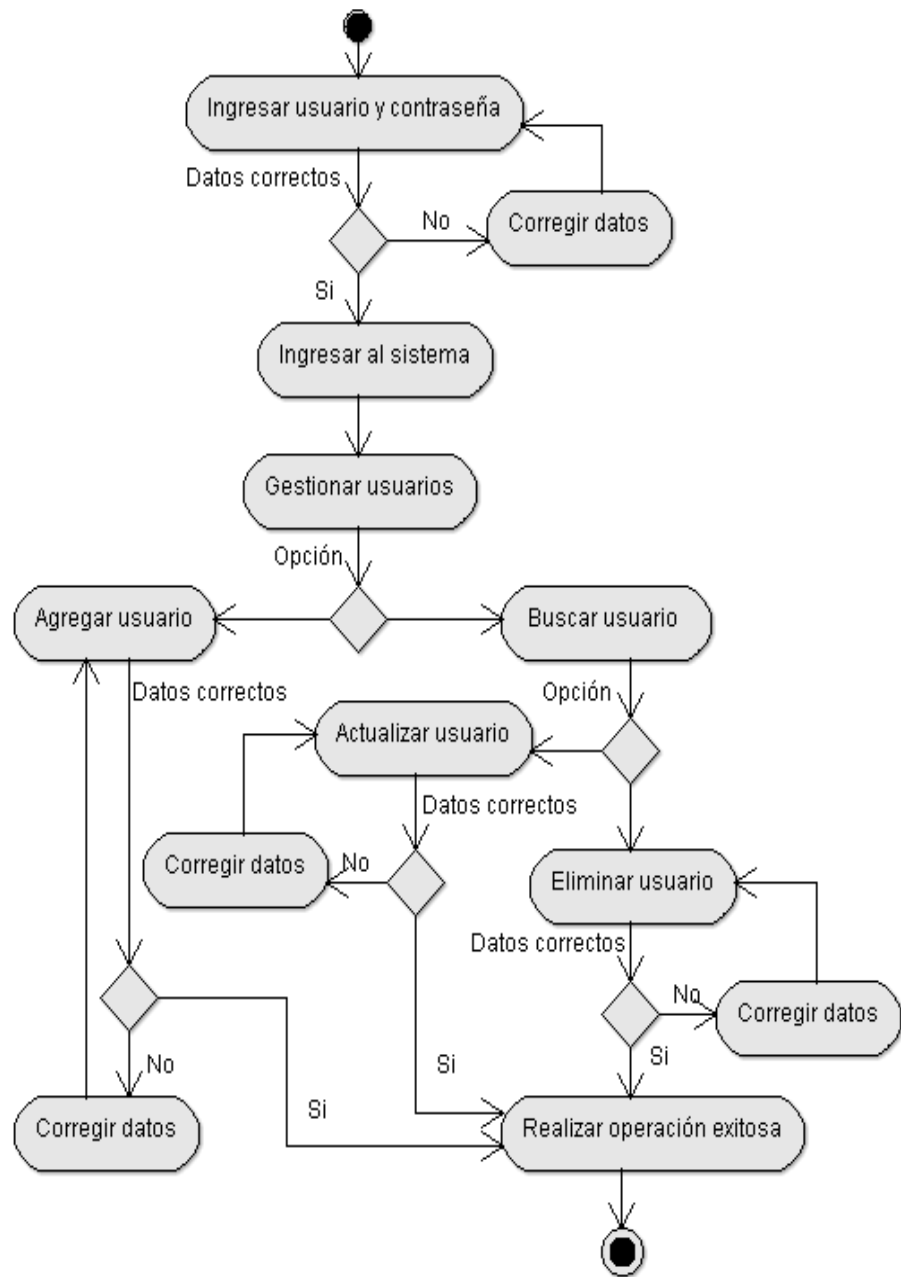 Ingresar usuario y contraseña
Datos correctos
No
Corregir datos
Si
Ingresar al sistema
Gestionar usuarios
Opción
Agregar usuario
Buscar usuario
Datos correctos
Opción
Actualizar usuario
Datos correctos
Corregir datos
No
Eliminar usuario
Datos correctos
No
Corregir datos
No
Si
Si
Si
Corregir datos
Realizar operación exitosa